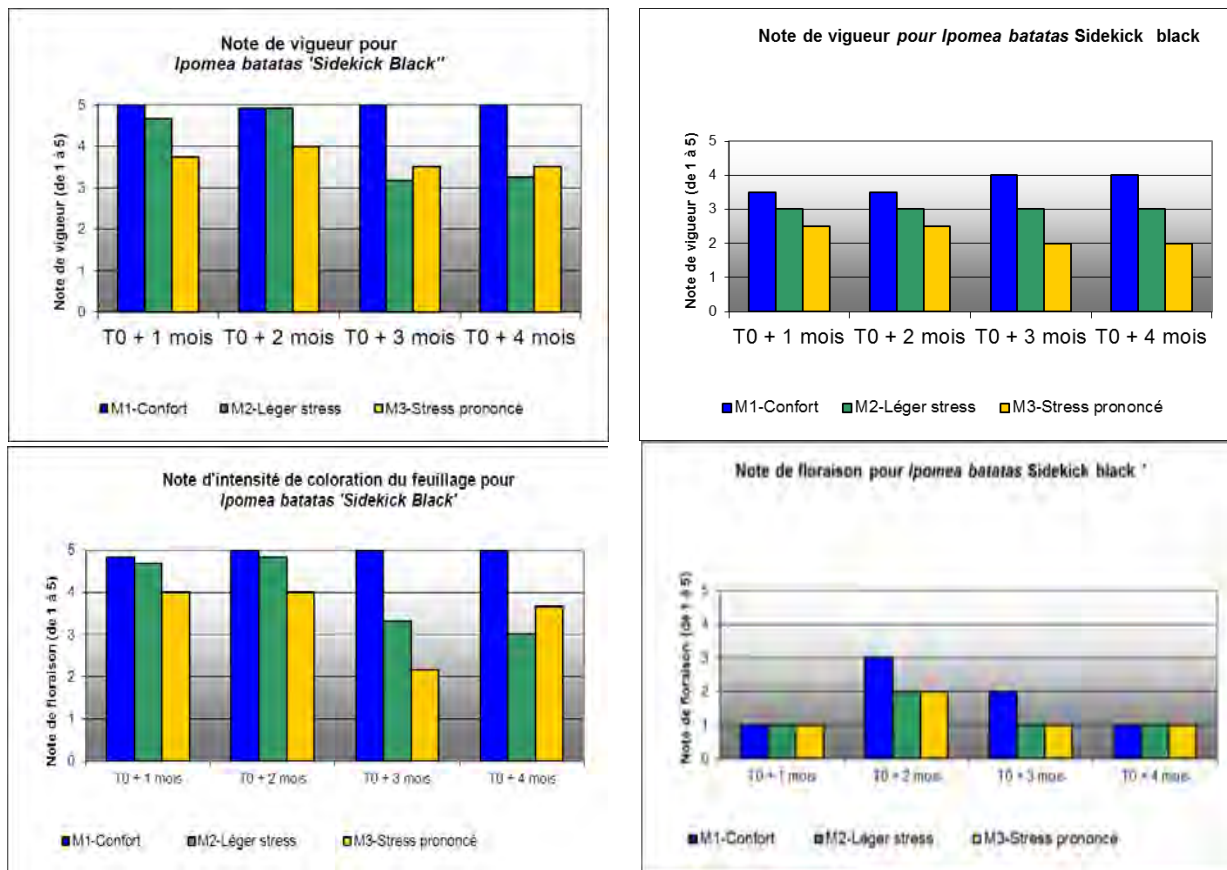 Note de vigueur pour
Ipomea batatas 'Sidekick Black"
Note de vigueur (de 1 à 5)
5
4
3
2
1
0
T0 + 1 mois T0 + 2 mois T0 + 3 mois T0 + 4 mois
M1-Confort M2-Léger stress M3-Stress prononcé
Note de vigueur pour Ipomea batatas Sidekick black
Note de vigueur (de 1 à 5)
5
4
3
2
1
0
T0 + 1 mois T0 + 2 mois T0 + 3 mois T0 + 4 mois
M1-Confort M2-Léger stress M3-Stress prononcé
Note d'intensité de coloration du feuillage pour
Ipomea batatas 'Sidekick Black'
Note de floraison (de 1 à 5)
5
4
3
2
1
0
T0 + 1 mois T0 + 2 mois T0 + 3 mois T0 + 4 mois
M1-Confort M2-Léger stress M3-Stress prononcé
Note de floraison pour Ipomea batatas Sidekick black '
Note de floraison (de 1 à 5)
5
4
3
2
1
0
T0 + 1 mois T0 + 2 mois T0 + 3 mois T0 + 4 mois
M1-Confort M2-Léger stress M3-Stress prononcé